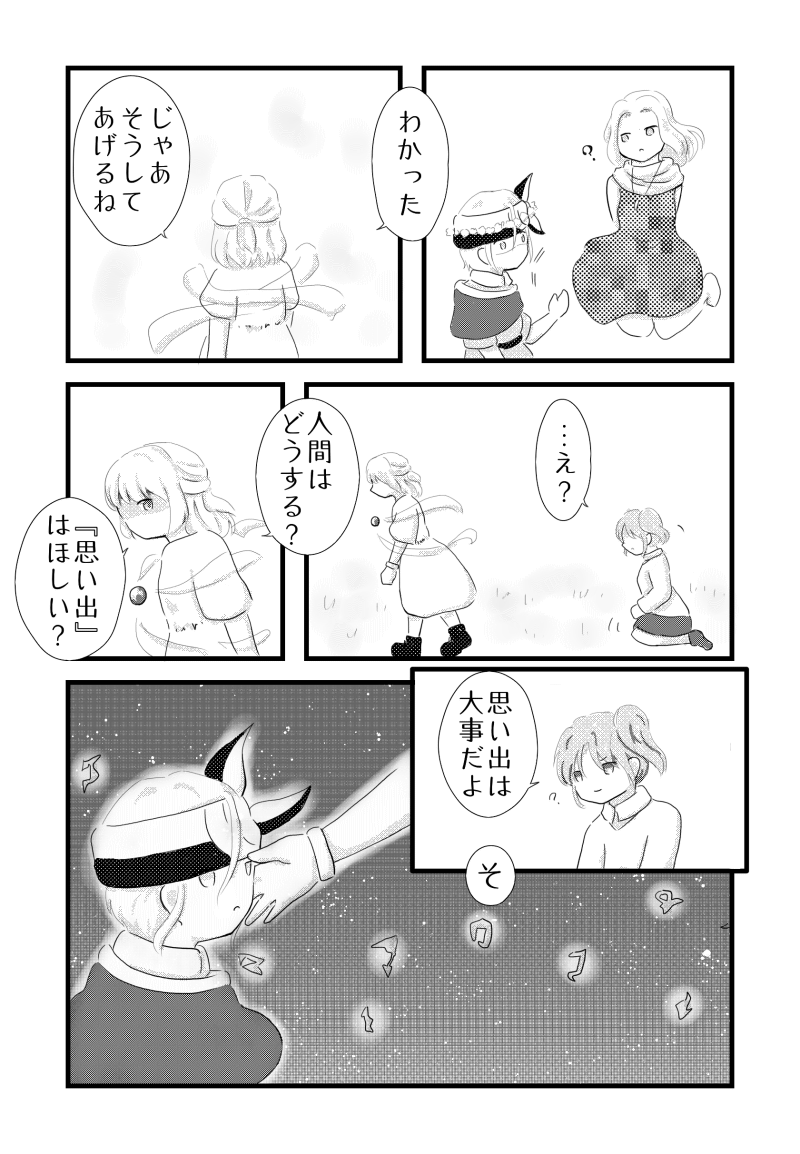 わかった
じゃあ
そうして
あげるね
…え？
人間は
どうする？
『思い出』
はほしい？
思い出は
大事だよ
そ